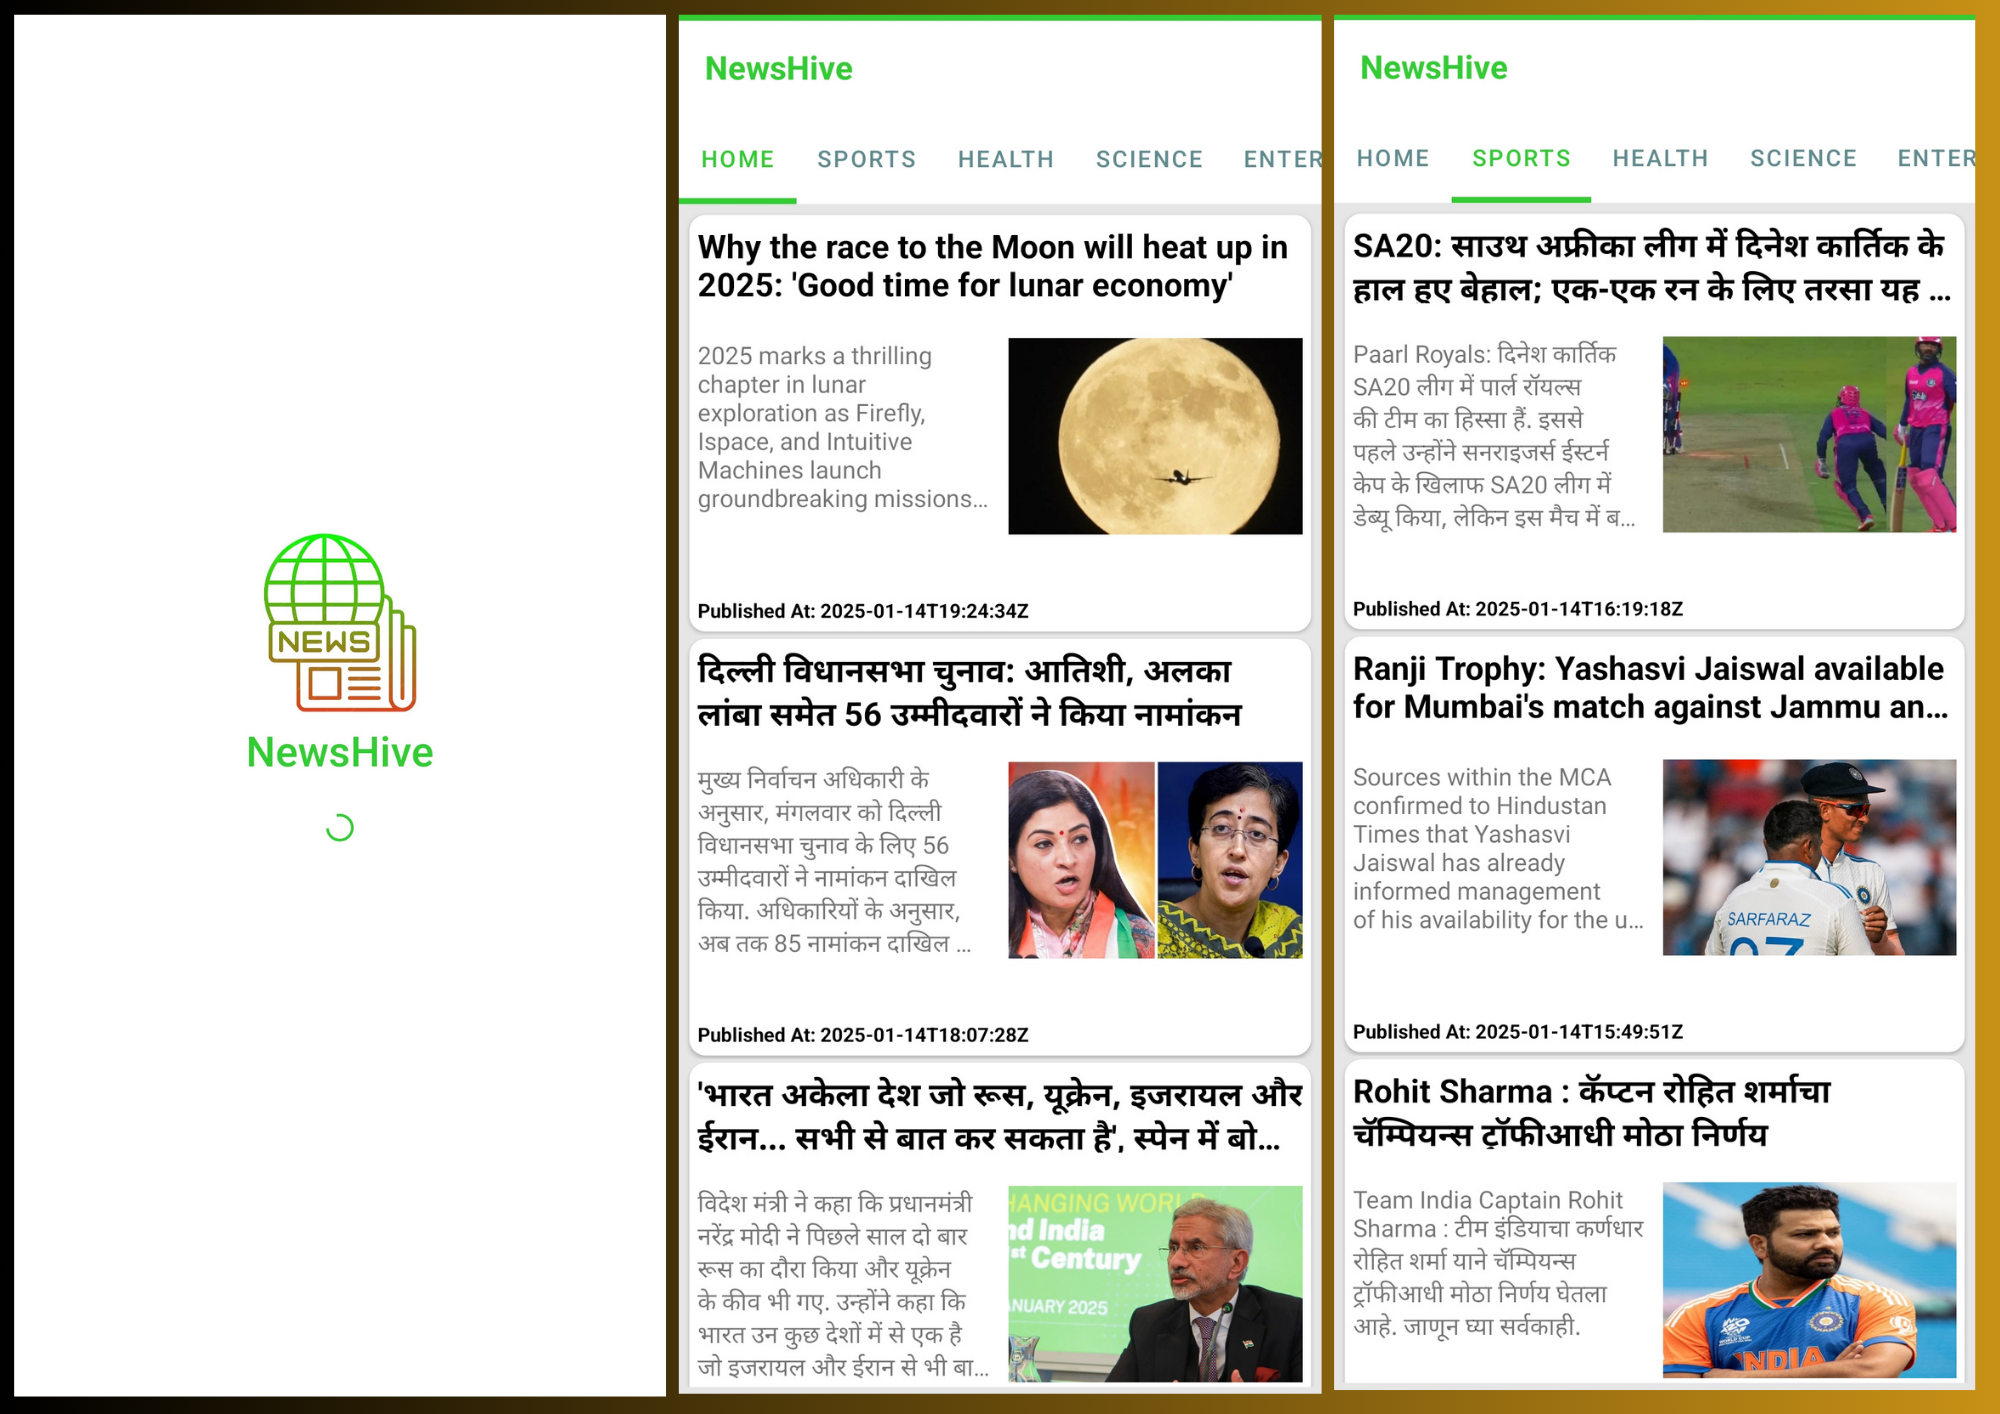 NEWS
NewsHive
NewsHive
HOME SPORTS HEALTH SCIENCE ENTER
Why the race to the Moon will heat up in
2025: 'Good time for lunar economy'
2025 marks a thrilling
chapter in lunar
exploration as Firefly,
Ispace, and Intuitive
Machines launch
groundbreaking missions...
Published At: 2025-01-14T19:24:34Z
दिल्ली विधानसभा चुनाव: आतिशी, अलका
लांबा समेत 56 उम्मीदवारों ने किया नामांकन
मुख्य निर्वाचन अधिकारी के
अनुसार, मंगलवार को दिल्ली
विधानसभा चुनाव के लिए 56
उम्मीदवारों ने नामांकन दाखिल
किया. अधिकारियों के अनुसार,
अब तक 85 नामांकन दाखिल ...
Published At: 2025-01-14T18:07:28Z
'भारत अकेला देश जो रूस, यूक्रेन, इजरायल और
ईरान... सभी से बात कर सकता है', स्पेन में बो...
विदेश मंत्री ने कहा कि प्रधानमंत्री
नरेंद्र मोदी ने पिछले साल दो बार
रूस का दौरा किया और यूक्रेन
के कीव भी गए. उन्होंने कहा कि
भारत उन कुछ देशों में से एक है
जो इजरायल और ईरान से भी बा...
HANGING WORLD
nd India
st Century
ANUARY 2025
NewsHive
HOME SPORTS HEALTH SCIENCE ENTER
SA20: साउथ अफ्रीका लीग में दिनेश कार्तिक के
हाल हुए बेहाल; एक-एक रन के लिए तरसा यह ...
Paarl Royals: दिनेश कार्तिक
SA20 लीग में पार्ल रॉयल्स
की टीम का हिस्सा हैं. इससे
पहले उन्होंने सनराइजर्स ईस्टर्न
केप के खिलाफ SA20 लीग में
डेब्यू किया, लेकिन इस मैच में ब...
Published At: 2025-01-14T16:19:18Z
Ranji Trophy: Yashasvi Jaiswal available
for Mumbai's match against Jammu an...
Sources within the MCA
confirmed to Hindustan
Times that Yashasvi
Jaiswal has already
informed management
of his availability for the u...
SARFARAZ
97
Published At: 2025-01-14T15:49:51Z
Rohit Sharma : कॅप्टन रोहित शर्माचा
चॅम्पियन्स ट्रॉफीआधी मोठा निर्णय
Team India Captain Rohit
Sharma : टीम इंडियाचा कर्णधार
रोहित शर्मा याने चॅम्पियन्स
ट्रॉफीआधी मोठा निर्णय घेतला
आहे. जाणून घ्या सर्वकाही.
INDIA